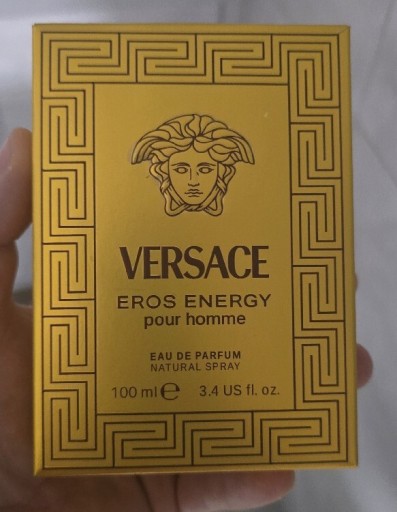 VERSACE
EROS ENERGY
pour homme
EAU DE PARFUM
NATURAL SPRAY
100 ml ℮ 3.4 US fl. oz.